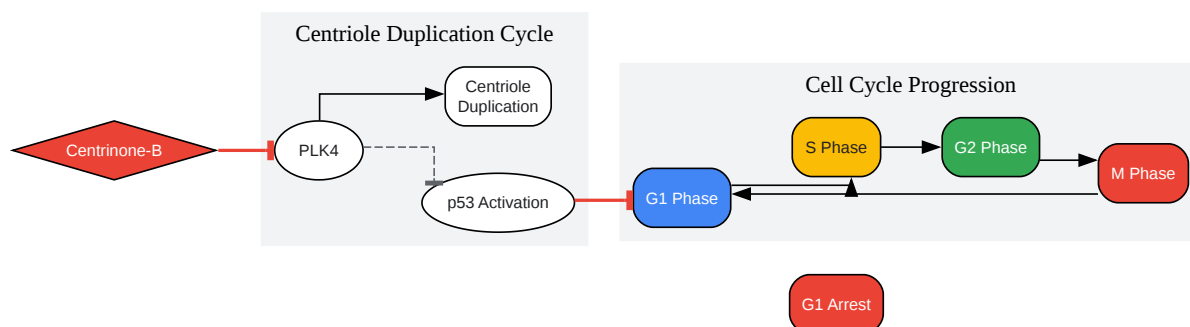 Centriole Duplication Cycle
Centriole
Duplication
Centrinone-B
PLK4
p53 Activation
Cell Cycle Progression
S Phase
G2 Phase
M Phase
G1 Phase
G1 Arrest